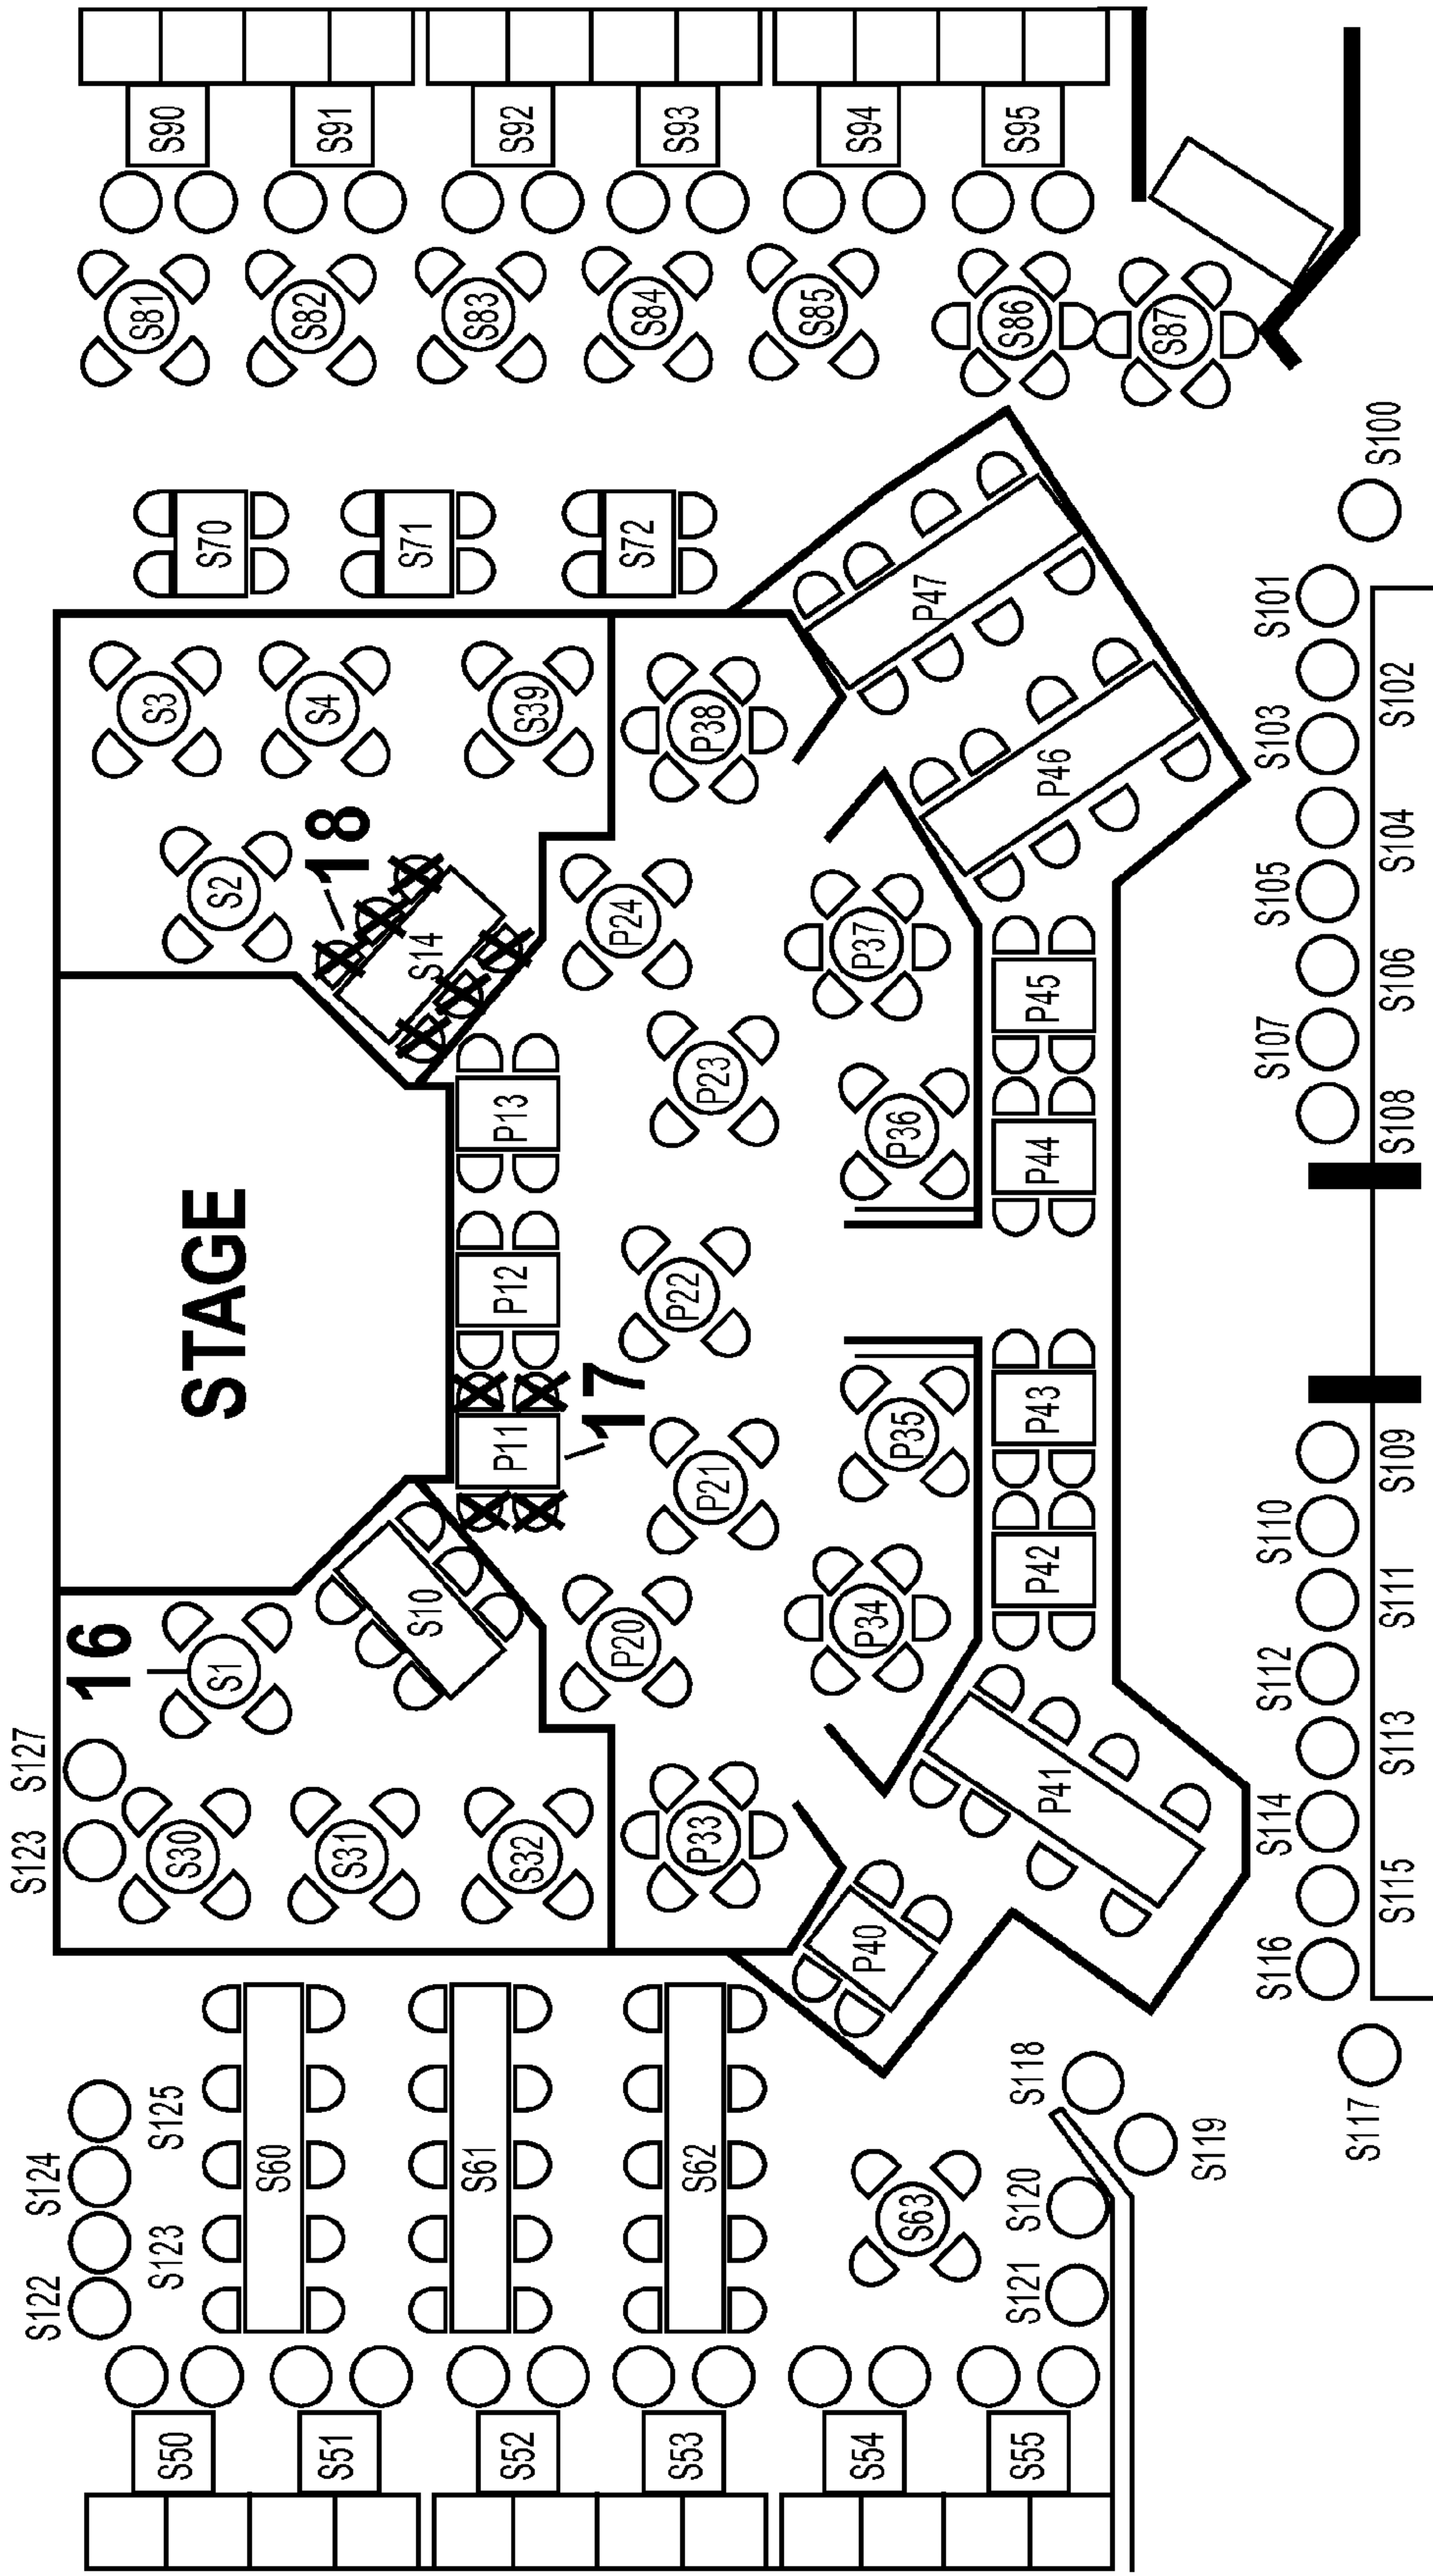 S122 S124 S123 S127
16
S50 S123 S125 S30 S3 S81 S90
S1 STAGE S2 S70
S60
S51 S31 18 S4 S82 S91
S10 S14 S71
S61 S83
S52 S32 P11 P12 P13 S39 S92
17
P20 P24 S72 S84
S53 S62 P33 P21 P22 P23 P38 S93
S85
S54 P40 P34 P37 S94
S63 P35 P36 P47
S55 S121 S120 S118 P41 P42 P43 P44 P45 P46 S86 S95
S87
S119
S116 S114 S112 S110 S107 S105 S103 S101
S117 S115 S113 S111 S109 S108 S106 S104 S102 S100